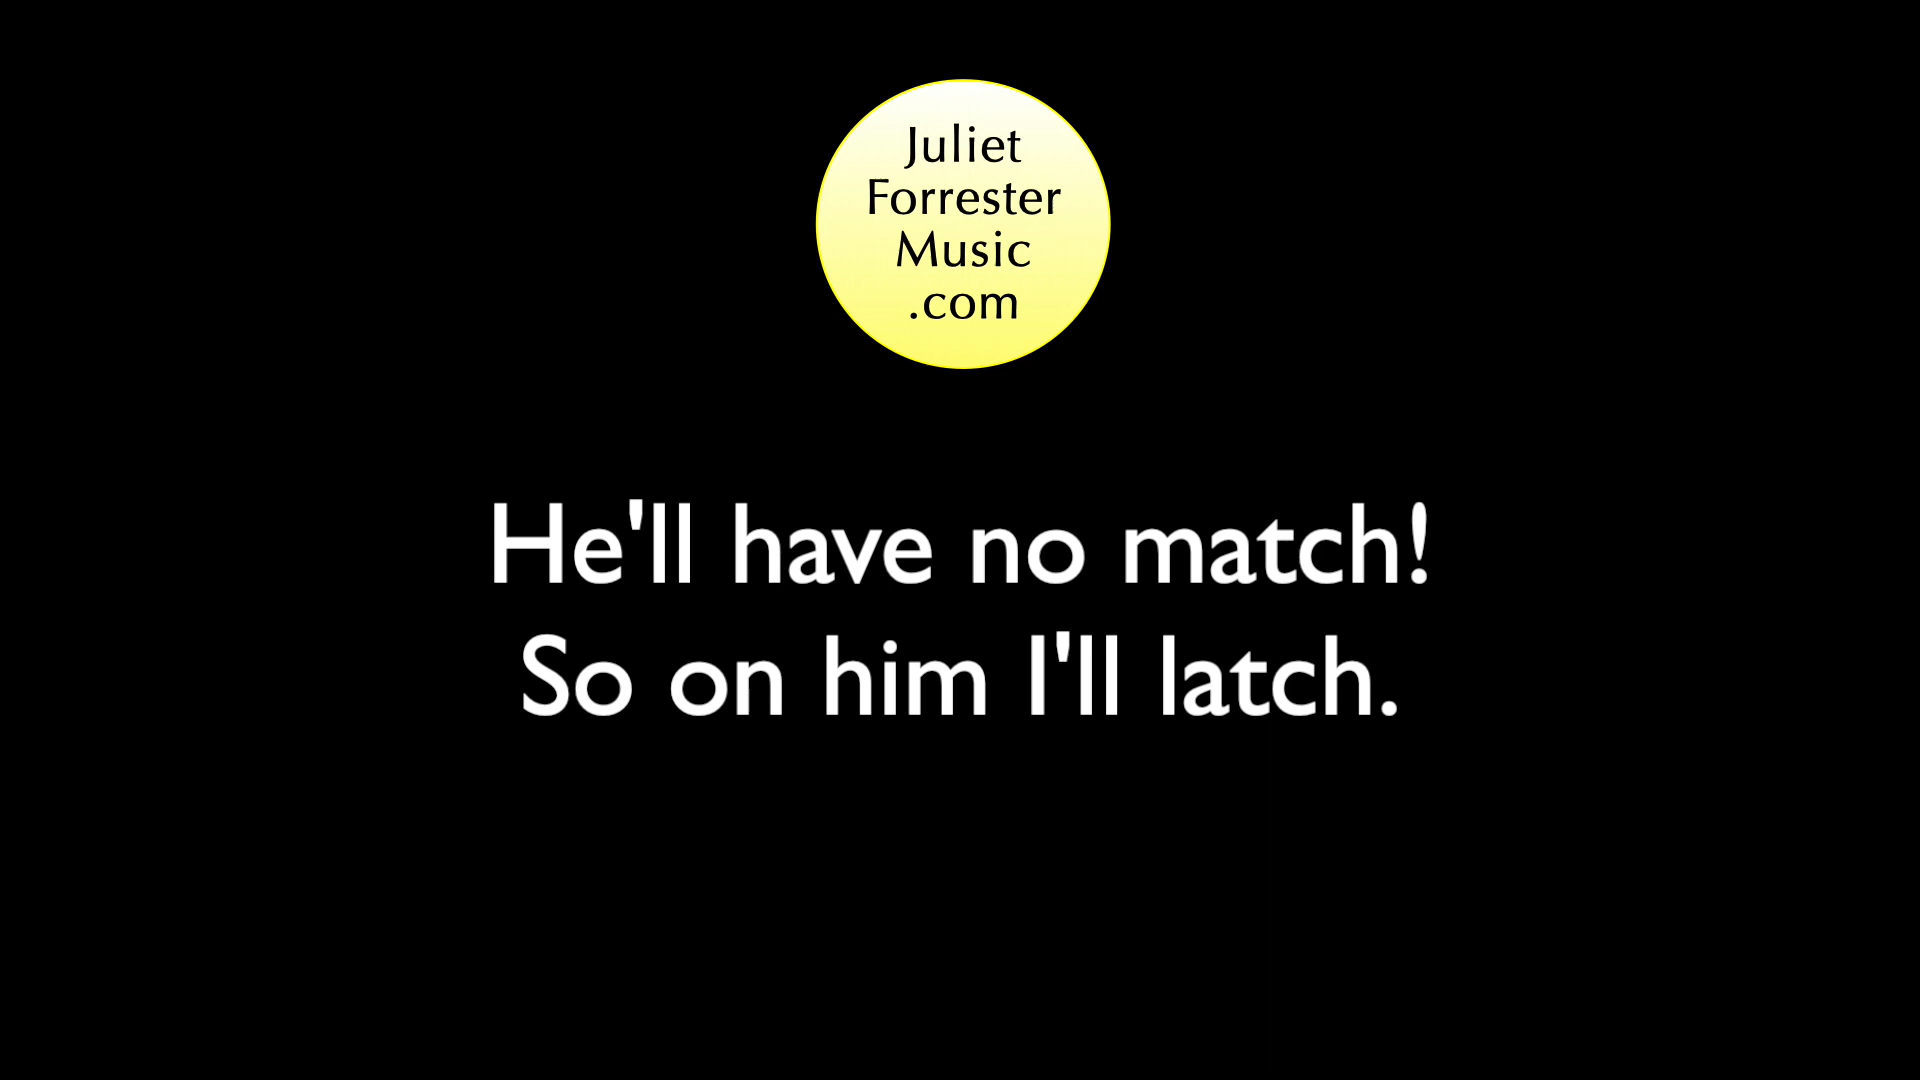 Juliet
Forrester
Music
.com
He'll have no match!
So on him I'll latch.